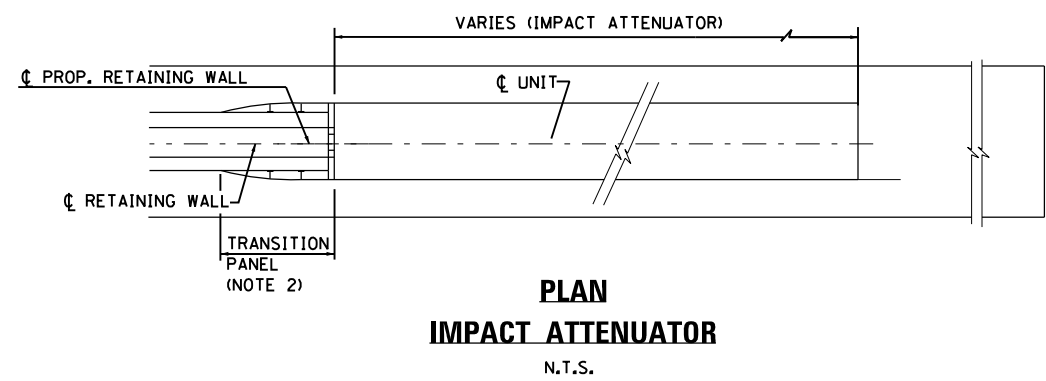 VARIES (IMPACT ATTENUATOR)
℄ PROP. RETAINING WALL
℄ UNIT
℄ RETAINING WALL
TRANSITION
PANEL
(NOTE 2)
PLAN
IMPACT ATTENUATOR
N.T.S.